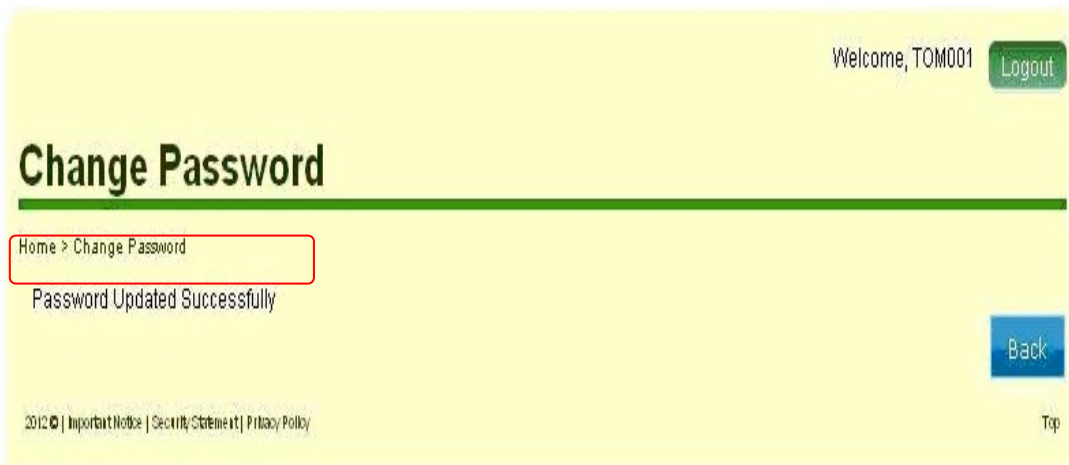 Welcome, TOM001 Logout
Change Password
Home > Change Password
Password Updated Successfully
Back
2012 © | Important Notice | Security Statement | Privacy Policy Top